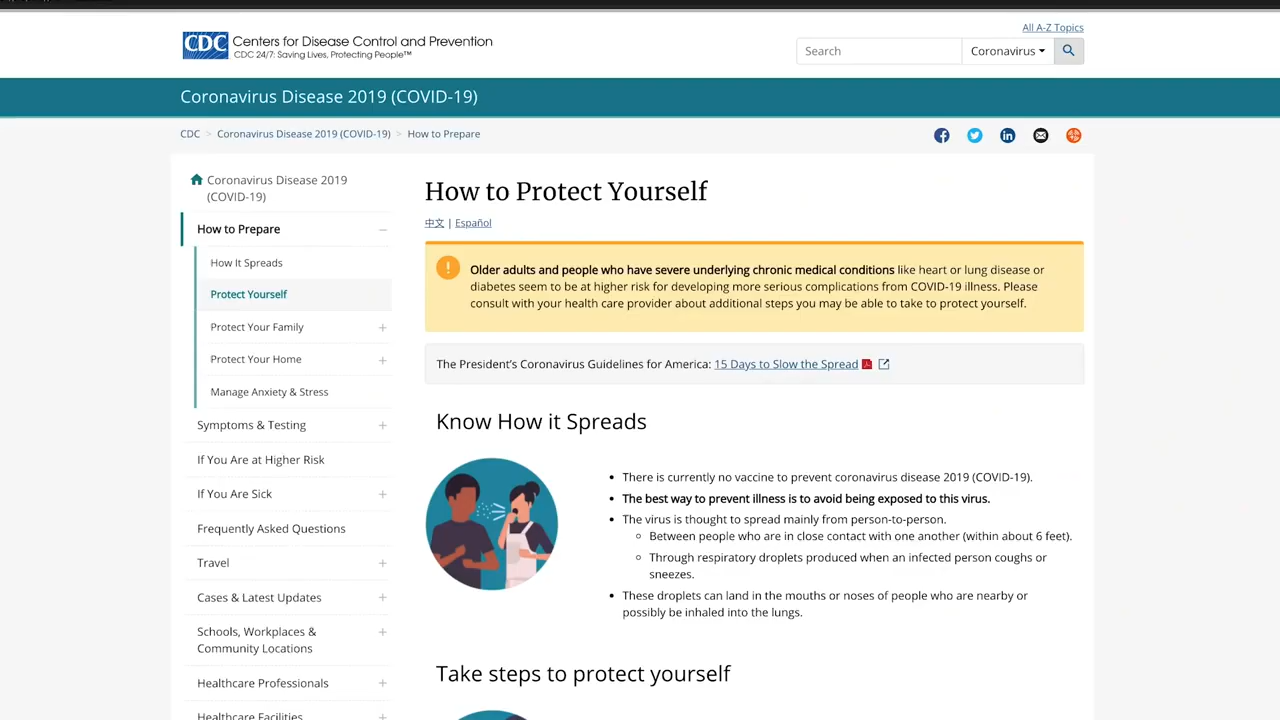 All A-Z Topics
CDC Centers for Disease Control and Prevention
CDC 24/7: Saving Lives, Protecting People™
Search
Coronavirus
Coronavirus Disease 2019 (COVID-19)
CDC > Coronavirus Disease 2019 (COVID-19) > How to Prepare
Coronavirus Disease 2019
(COVID-19)
How to Prepare
How It Spreads
Protect Yourself
Protect Your Family
Protect Your Home
Manage Anxiety & Stress
Symptoms & Testing
If You Are at Higher Risk
If You Are Sick
Frequently Asked Questions
Travel
Cases & Latest Updates
Schools, Workplaces &
Community Locations
Healthcare Professionals
Healthcare Facilities
How to Protect Yourself
中文 | Español
Older adults and people who have severe underlying chronic medical conditions like heart or lung disease or
diabetes seem to be at higher risk for developing more serious complications from COVID-19 illness. Please
consult with your health care provider about additional steps you may be able to take to protect yourself.
The President's Coronavirus Guidelines for America: 15 Days to Slow the Spread
Know How it Spreads
There is currently no vaccine to prevent coronavirus disease 2019 (COVID-19).
The best way to prevent illness is to avoid being exposed to this virus.
The virus is thought to spread mainly from person-to-person.
Between people who are in close contact with one another (within about 6 feet).
Through respiratory droplets produced when an infected person coughs or
sneezes.
These droplets can land in the mouths or noses of people who are nearby or
possibly be inhaled into the lungs.
Take steps to protect yourself